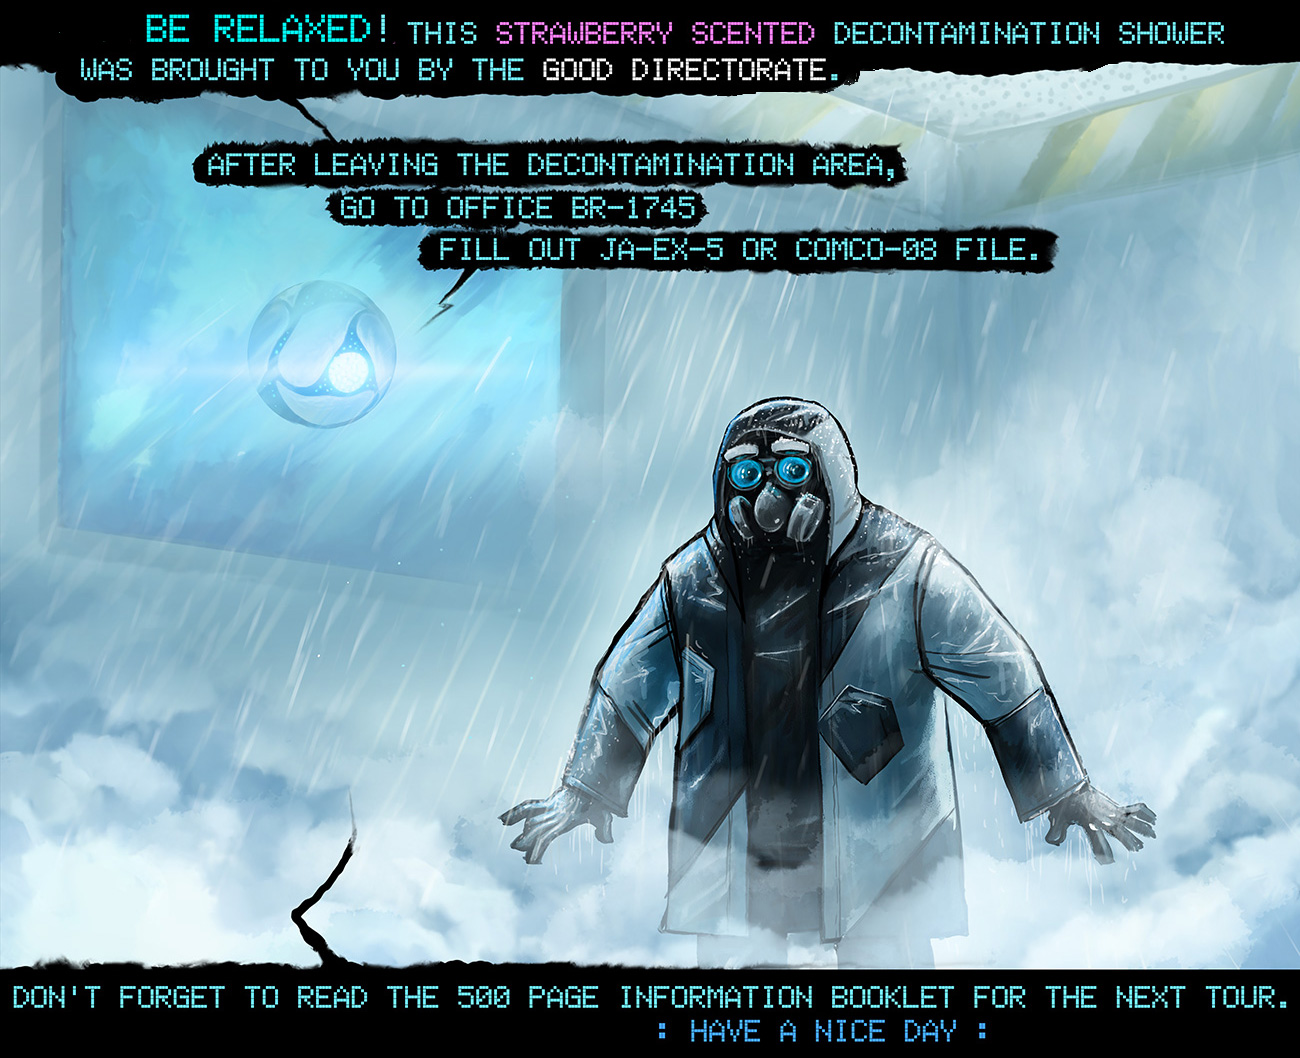 BE RELAXED! THIS STRAWBERRY SCENTED DECONTAMINATION SHOWER
WAS BROUGHT TO YOU BY THE GOOD DIRECTORATE.
AFTER LEAVING THE DECONTAMINATION AREA,
GO TO OFFICE BR-1745
FILL OUT JA-EX-5 OR COMCO-08 FILE.
DON'T FORGET TO READ THE 500 PAGE INFORMATION BOOKLET FOR THE NEXT TOUR.
: HAVE A NICE DAY :